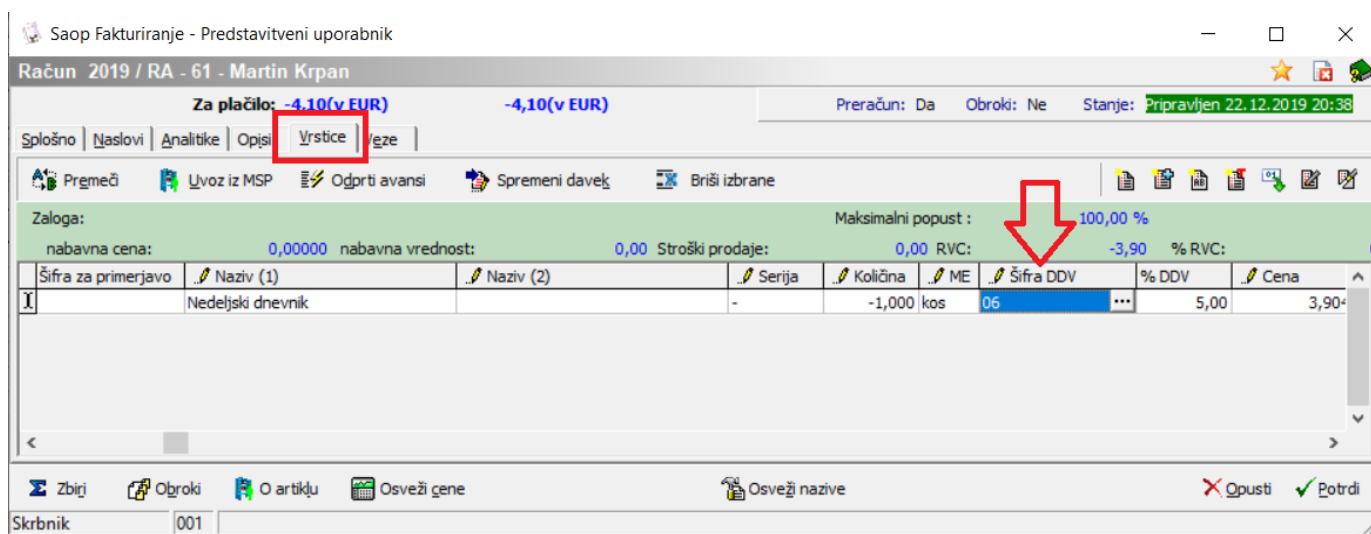 Saop Fakturiranje - Predstavitveni uporabnik
Račun 2019 / RA - 61 - Martin Krpan
Za plačilo: -4,10(v EUR) -4,10(v EUR) Preračun: Da Obroki: Ne Stanje: Pripravljen 22.12.2019 20:38
Splošno Naslovi Analitike Opisi Vrstice Veze
Premeči Uvoz iz MSP Odprti avansi Spremeni davek Briši izbrane
Zaloga: Maksimalni popust : 100,00 %
nabavna cena: 0,00000 nabavna vrednost: 0,00 Stroški prodaje: 0,00 RVC: -3,90 % RVC:
Šifra za primerjavo Naziv (1) Naziv (2) Serija Količina ME Šifra DDV % DDV Cena
Nedeljski dnevnik - -1,000 kos 06 ... 5,00 3,904
Σ Zbiri Obroki O artiklu Osveži cene Osveži nazive Opusti Potrdi
Skrbnik 001